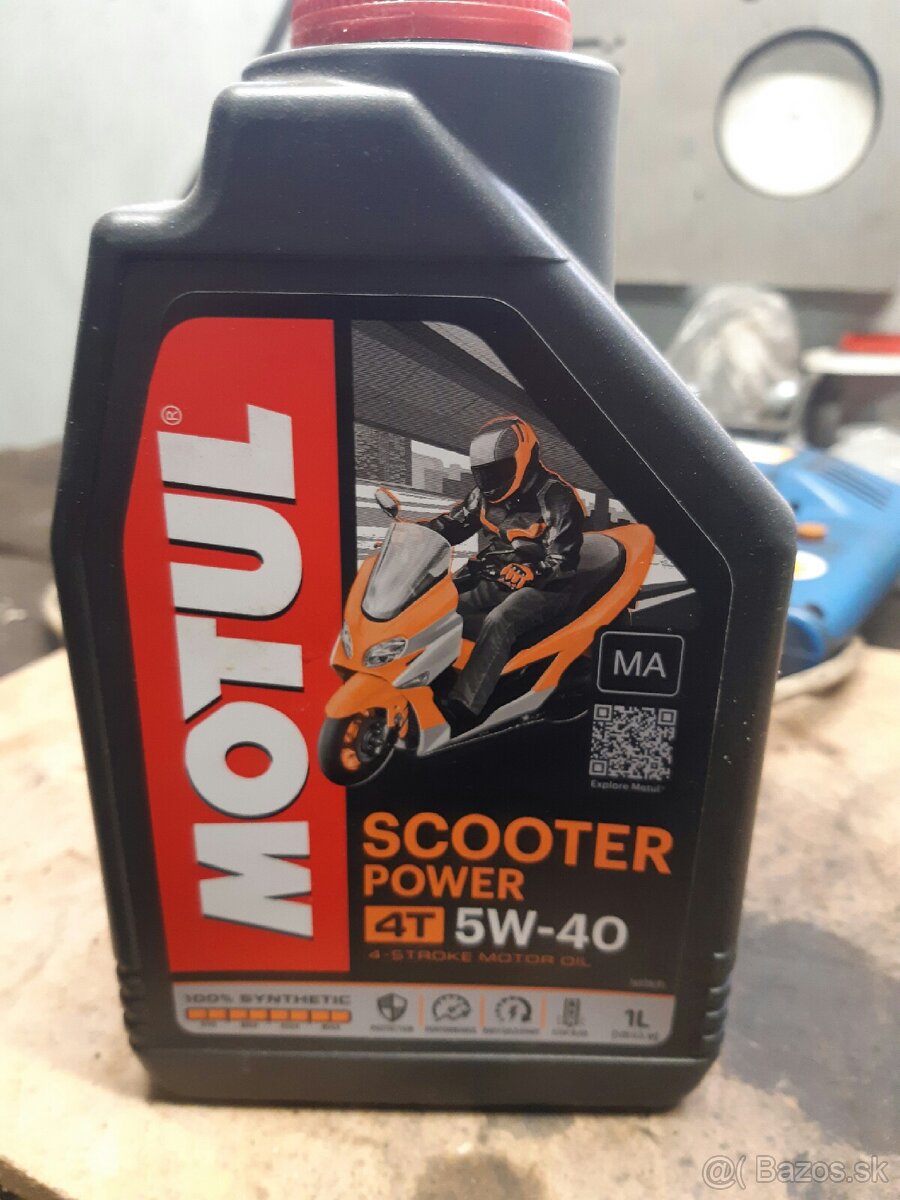 MOTUL®
MA
Explore Motul
SCOOTER
POWER
4T 5W-40
4-STROKE MOTOR OIL
100% SYNTHETIC
1L
@( Bazos.sk